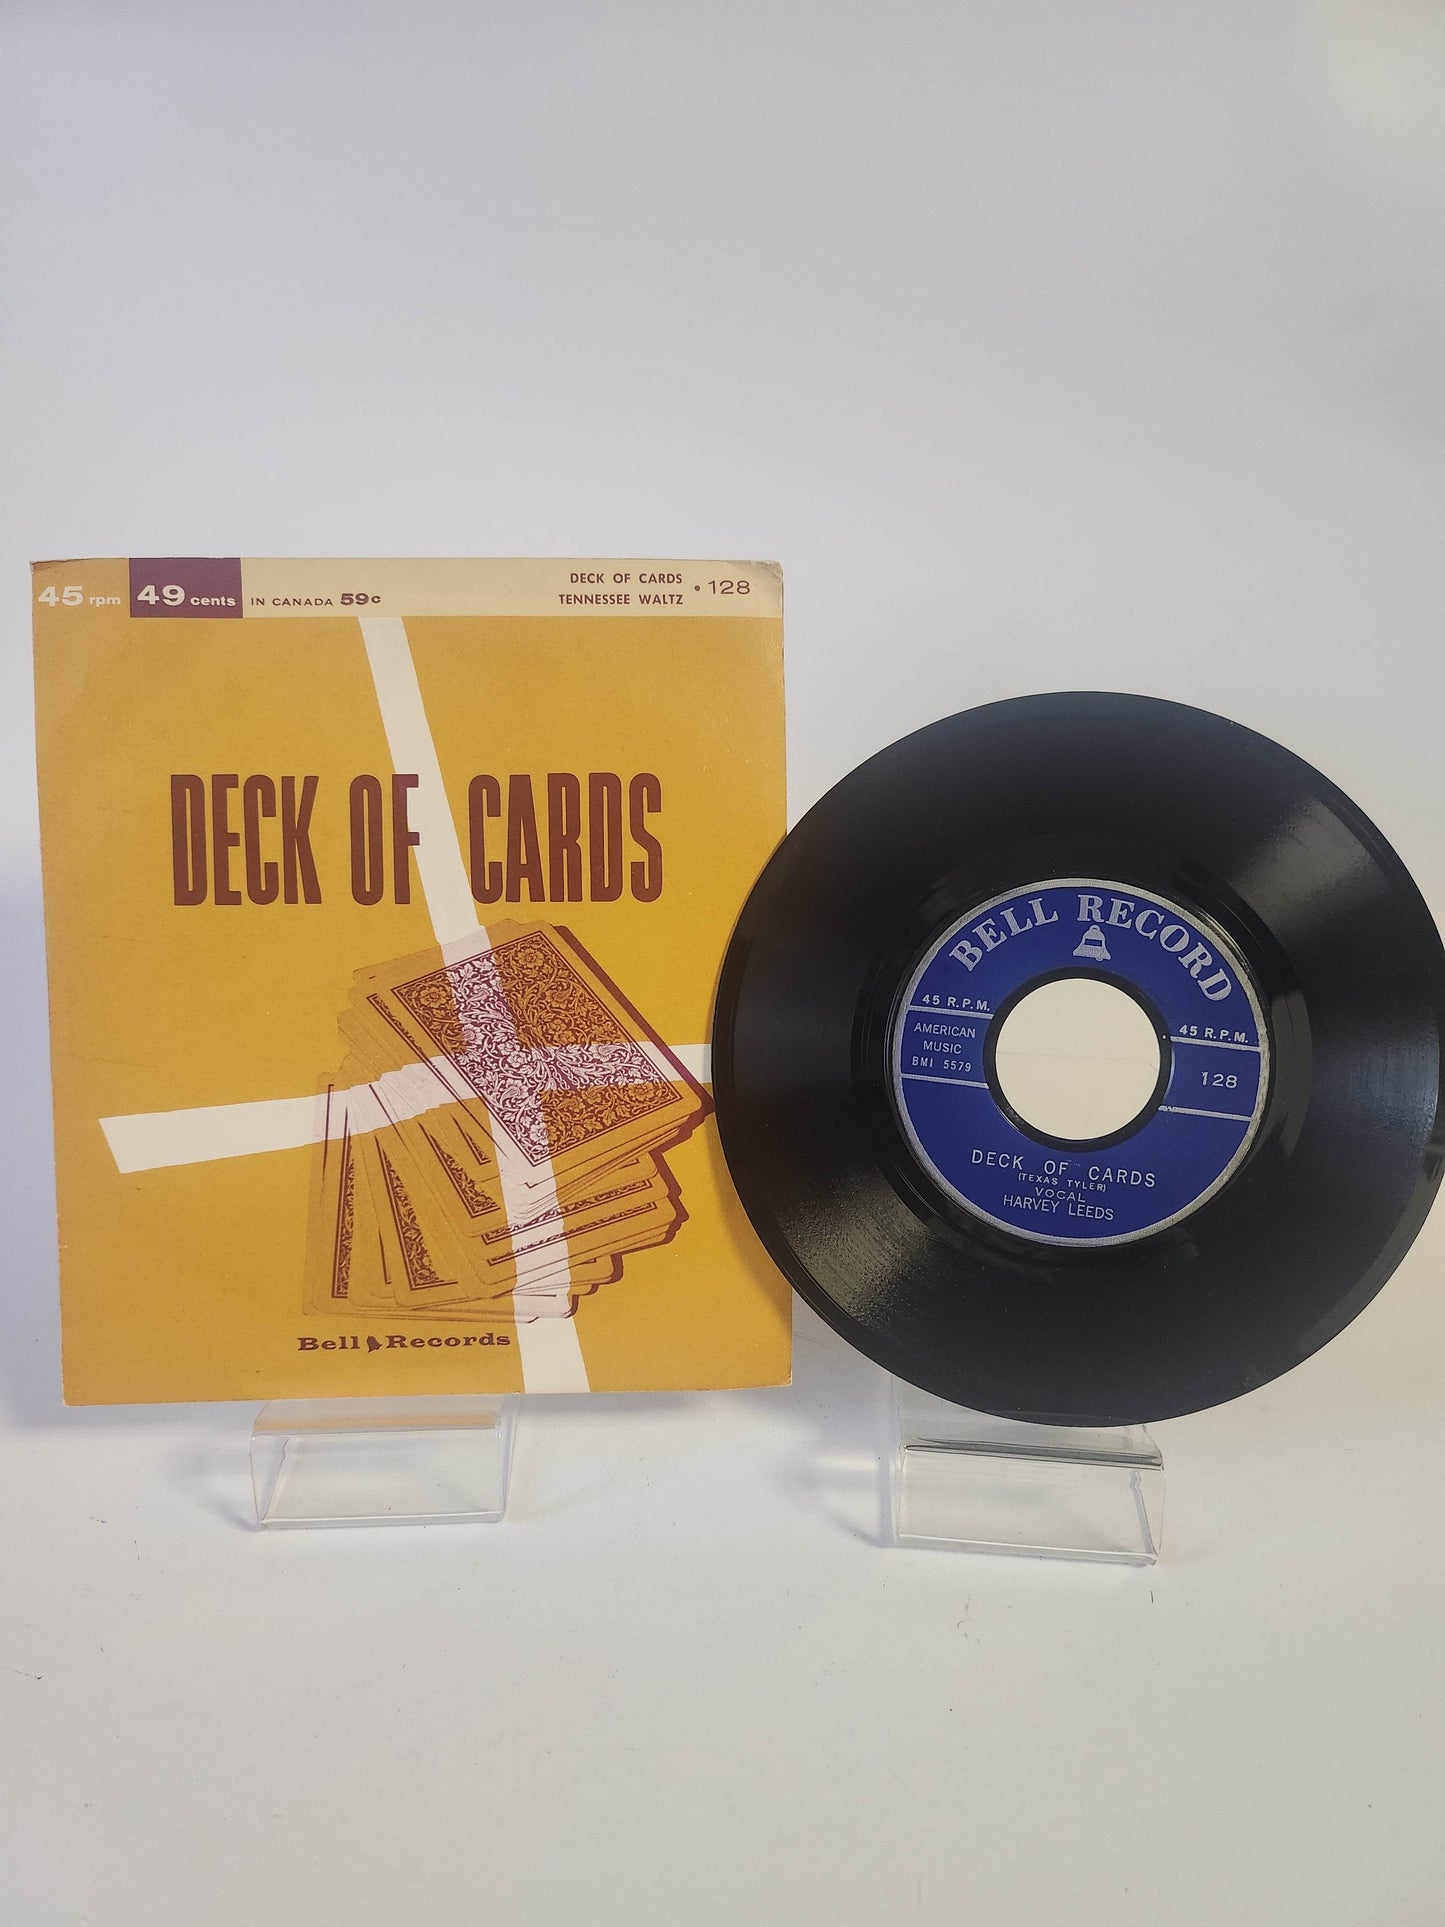 45 rpm 49 cents IN CANADA 59c
DECK OF CARDS
TENNESSEE WALTZ • 128
DECK OF CARDS
Bell Records
BELL RECORD
45 R.P.M.
45 R.P.M.
AMERICAN
MUSIC
BMI 5579
128
DECK OF CARDS
(TEXAS TYLER)
VOCAL
HARVEY LEEDS